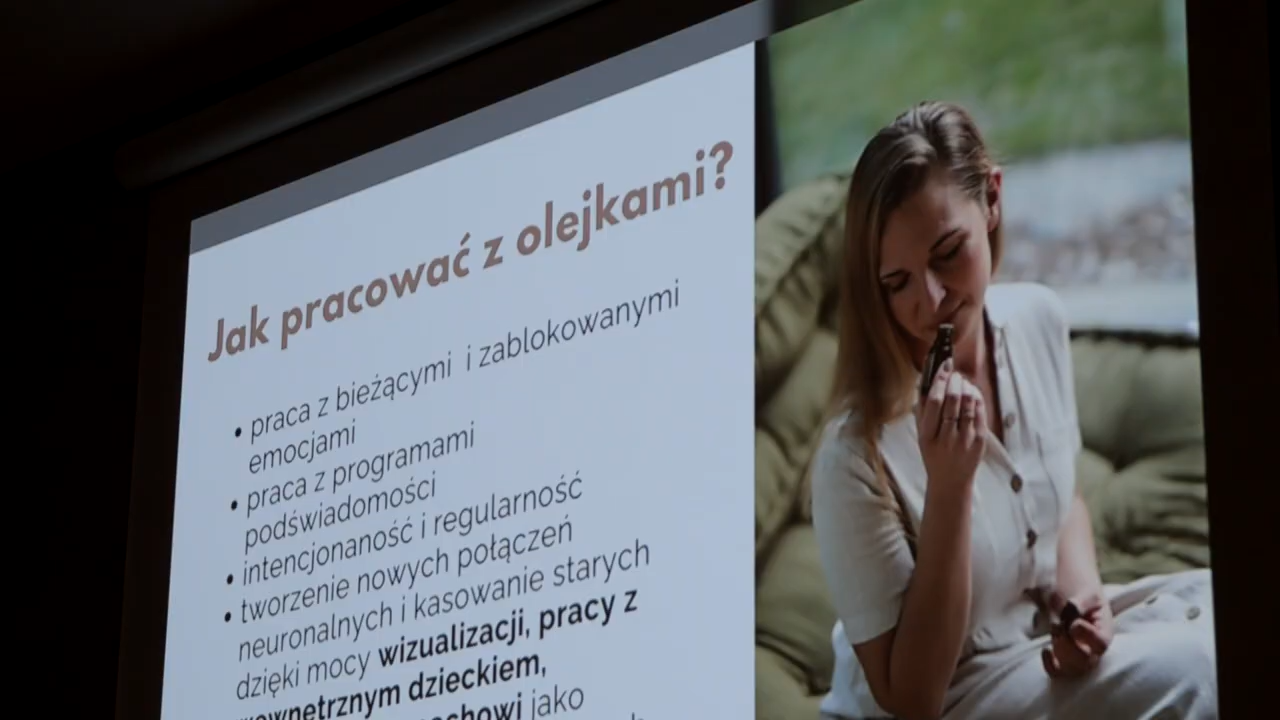 Jak pracować z olejkami?
• praca z bieżącymi i zablokowanymi
emocjami
• praca z programami
podświadomości
• intencjonaność i regularność
• tworzenie nowych połączeń
neuronalnych i kasowanie starych
dzięki mocy wizualizacji, pracy z
dzieckiem,
jako